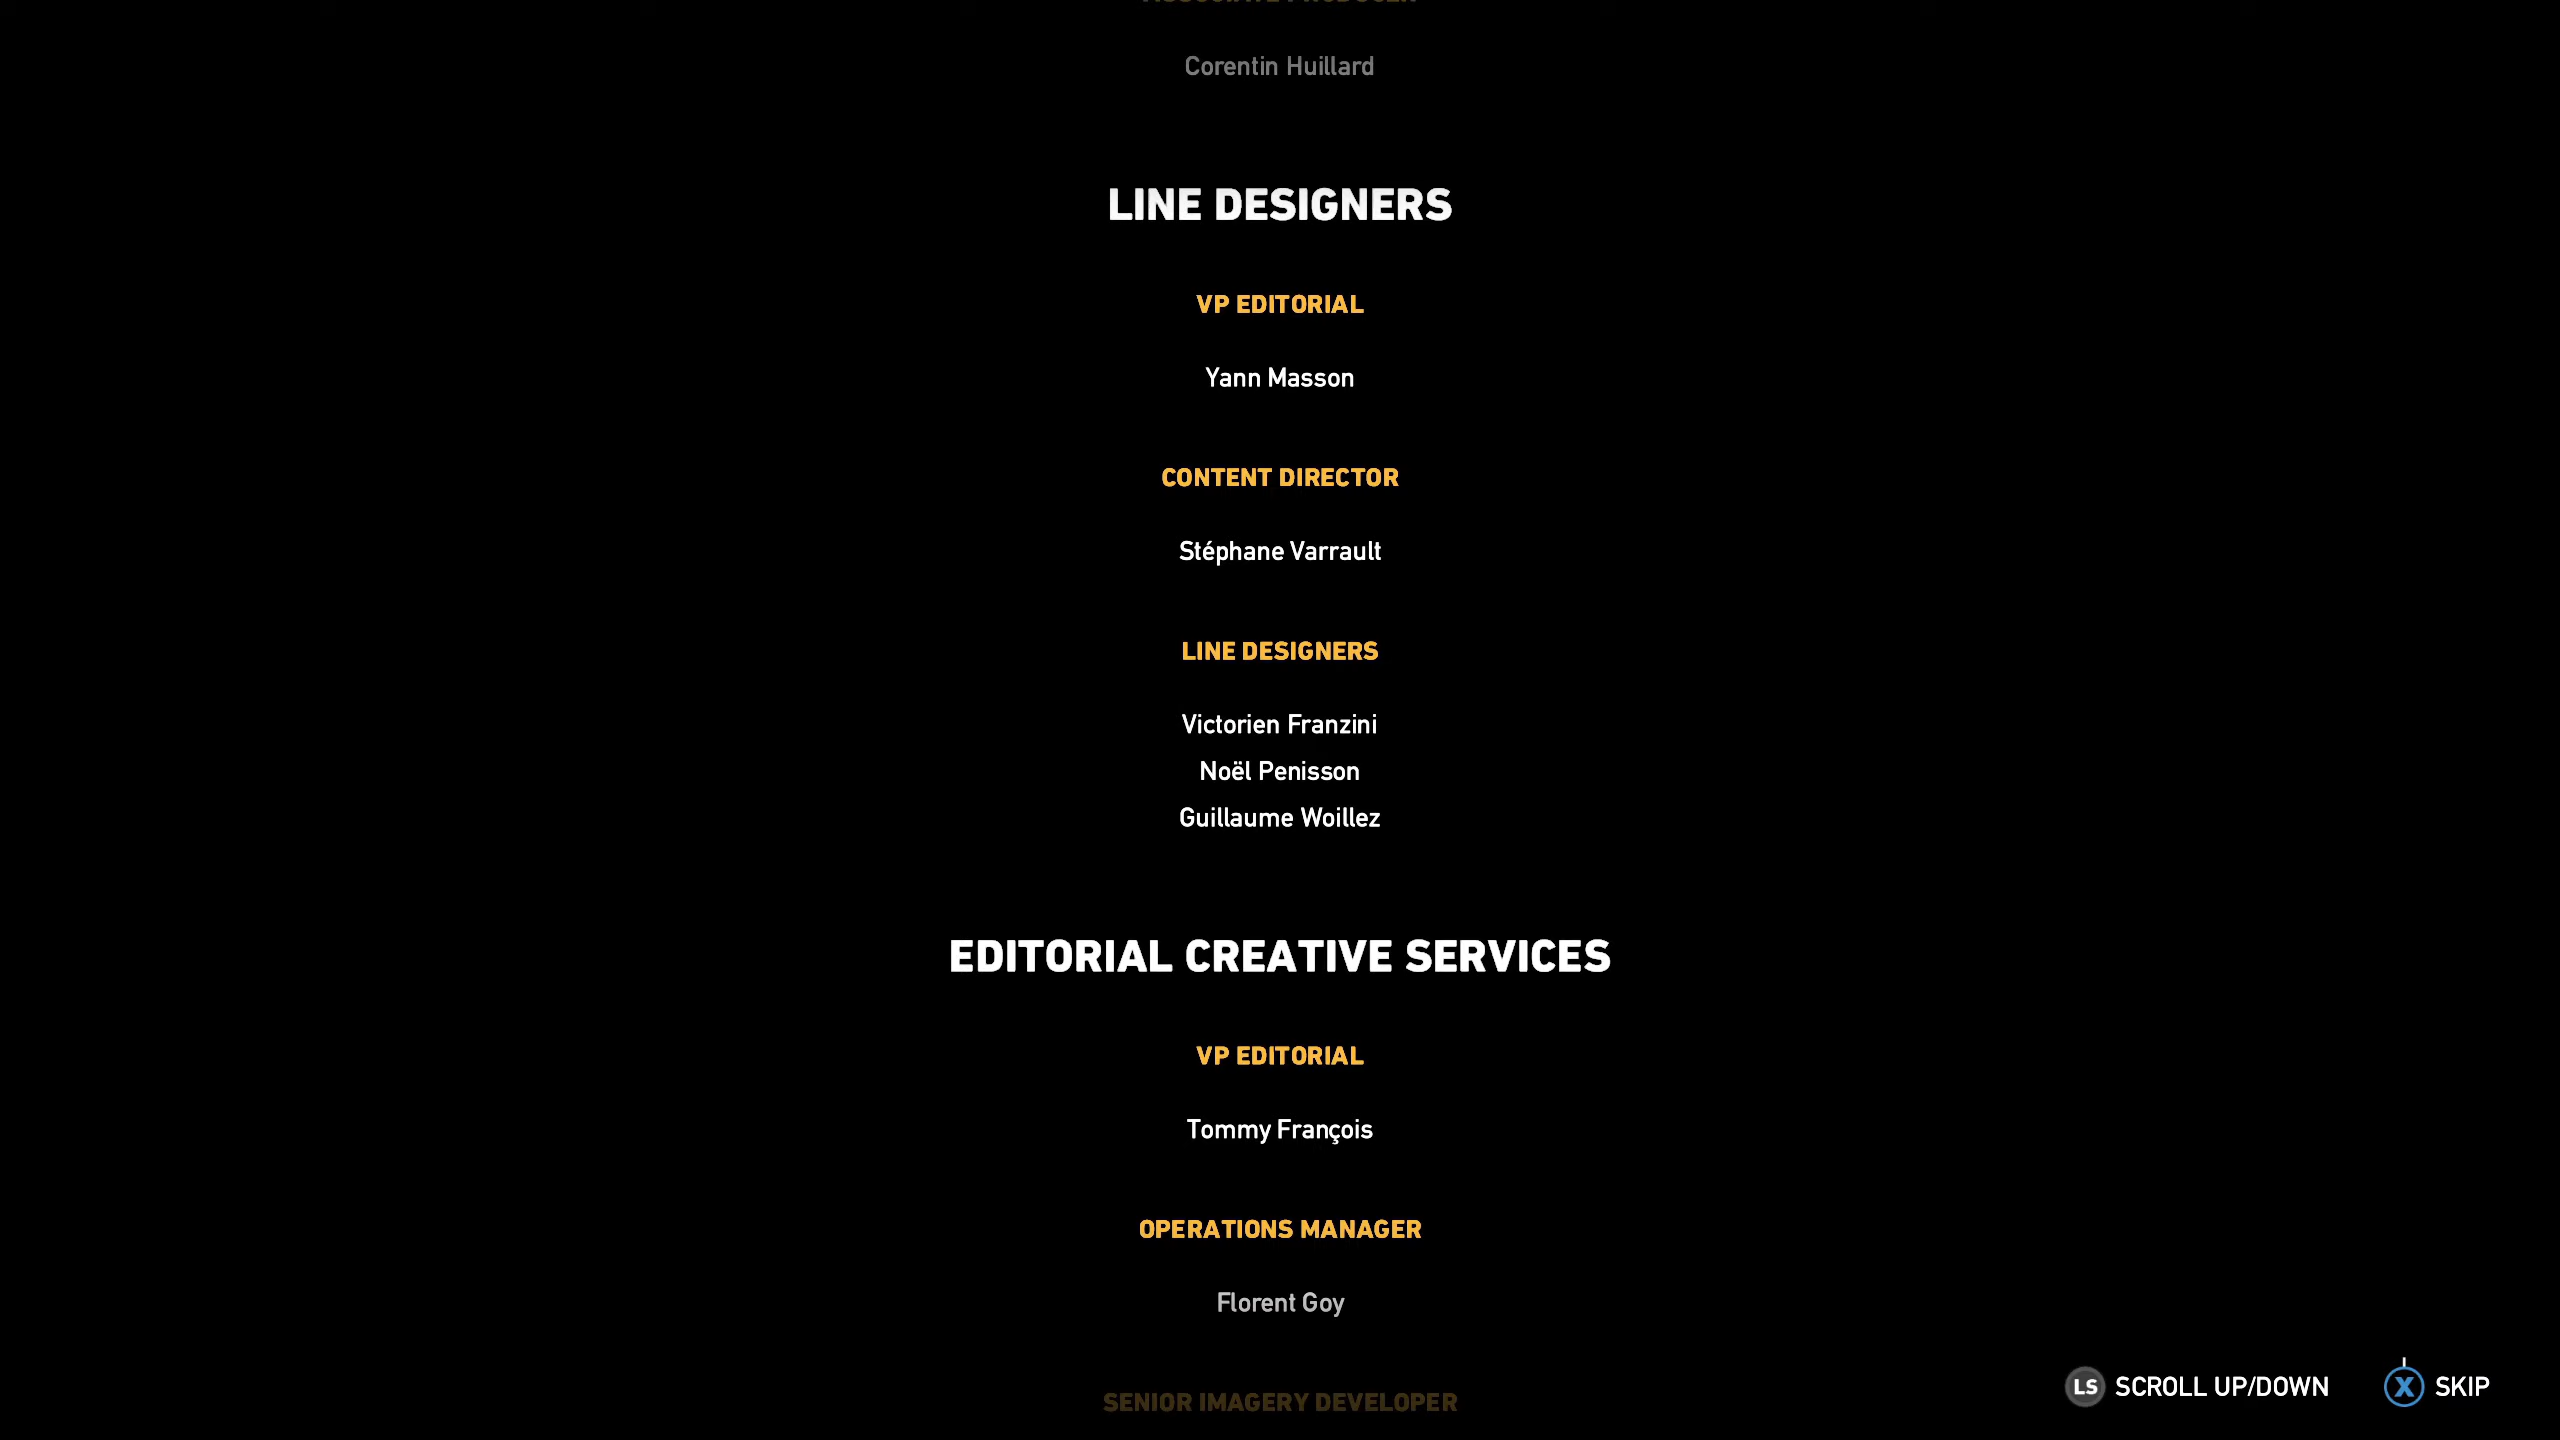 ASSOCIATE PRODUCER
Corentin Huillard
LINE DESIGNERS
VP EDITORIAL
Yann Masson
CONTENT DIRECTOR
Stéphane Varrault
LINE DESIGNERS
Victorien Franzini
Noël Penisson
Guillaume Woillez
EDITORIAL CREATIVE SERVICES
VP EDITORIAL
Tommy François
OPERATIONS MANAGER
Florent Goy
SENIOR IMAGERY DEVELOPER
LS SCROLL UP/DOWN
X SKIP